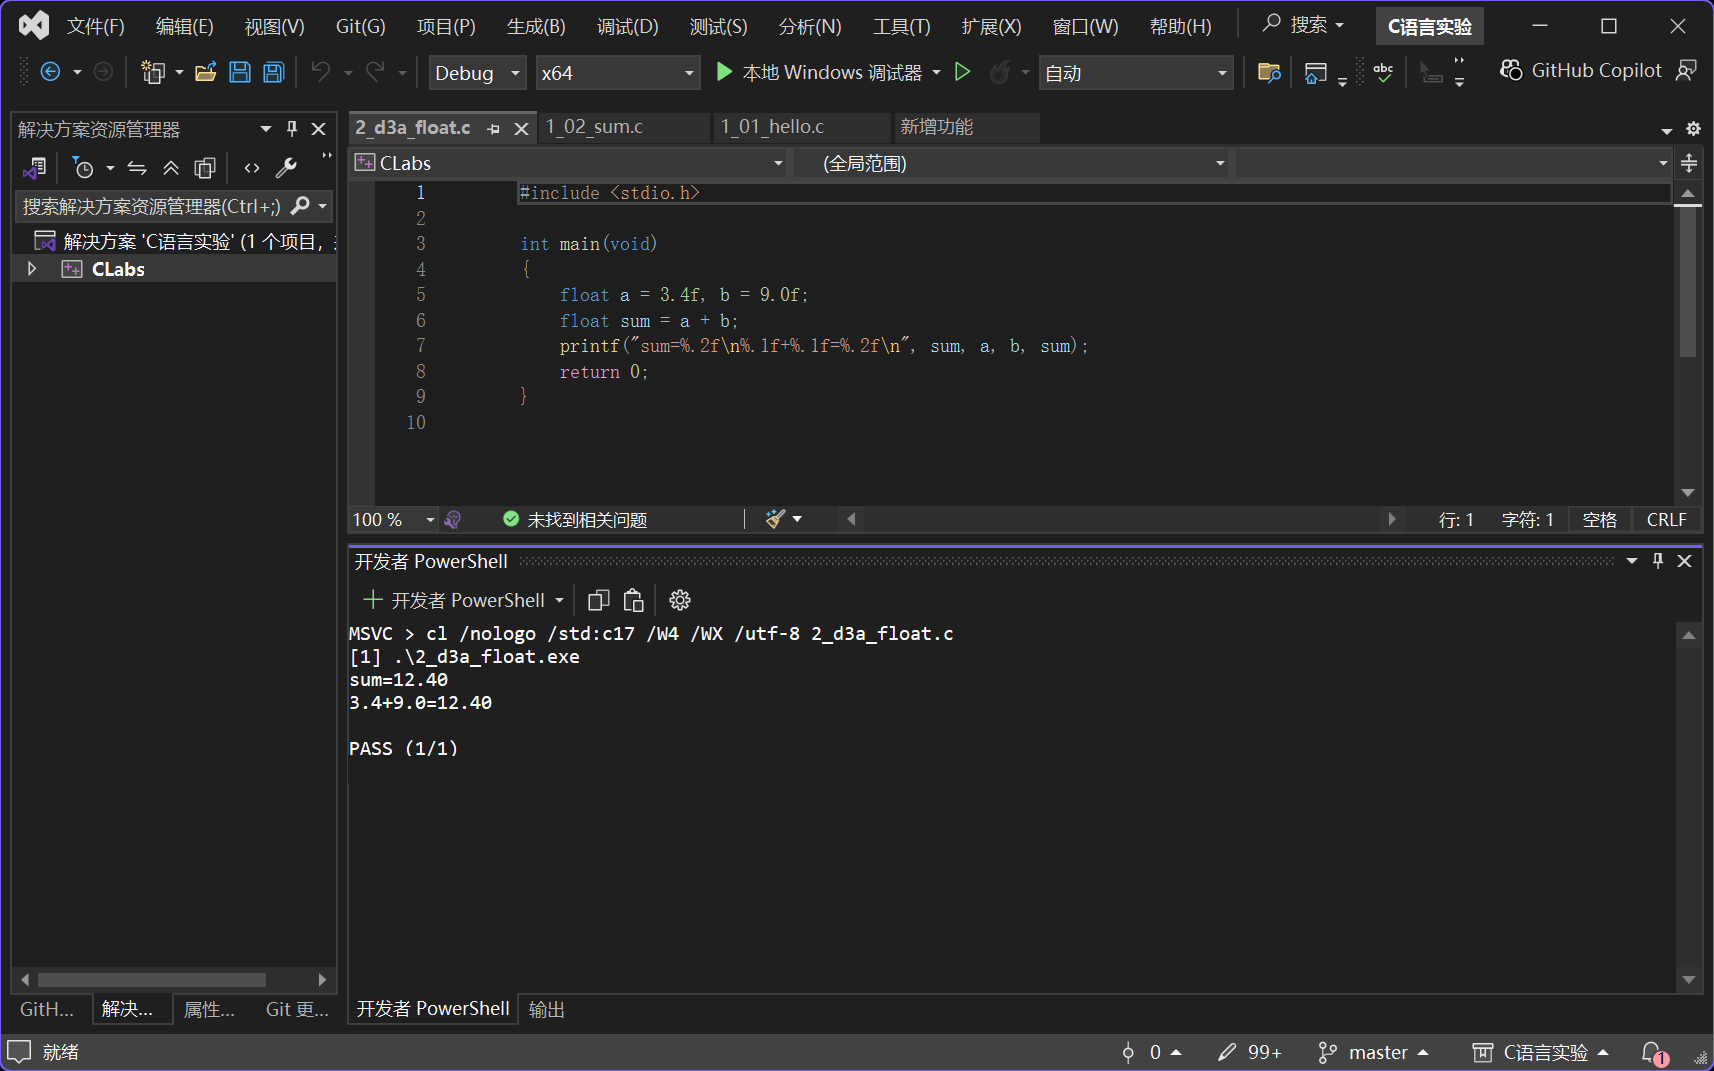 文件(F) 编辑(E) 视图(V) Git(G) 项目(P) 生成(B) 调试(D) 测试(S) 分析(N) 工具(T) 扩展(X) 窗口(W) 帮助(H) 搜索 C语言实验
Debug x64 本地 Windows 调试器 自动 abc GitHub Copilot
解决方案资源管理器
搜索解决方案资源管理器(Ctrl+;)
解决方案 'C语言实验' (1 个项目,
CLabs
2_d3a_float.c 1_02_sum.c 1_01_hello.c 新增功能
CLabs (全局范围)
1 #include <stdio.h>
2
3 int main(void)
4 {
5 float a = 3.4f, b = 9.0f;
6 float sum = a + b;
7 printf("sum=%.2f\n%.1f+%.1f=%.2f\n", sum, a, b, sum);
8 return 0;
9 }
10
100 % 未找到相关问题 行: 1 字符: 1 空格 CRLF
开发者 PowerShell
开发者 PowerShell
MSVC > cl /nologo /std:c17 /W4 /WX /utf-8 2_d3a_float.c
[1] .\2_d3a_float.exe
sum=12.40
3.4+9.0=12.40
PASS (1/1)
GitH... 解决... 属性... Git 更...
开发者 PowerShell 输出
就绪 0 99+ master C语言实验 1